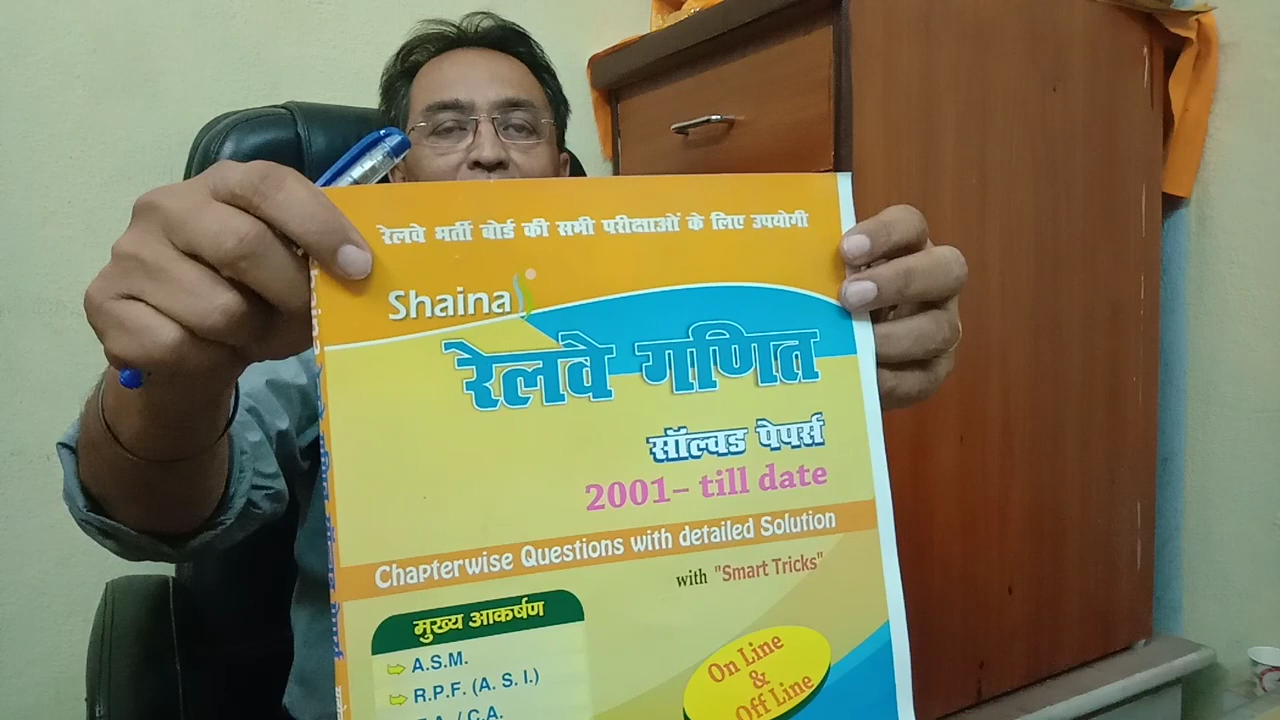 रेलवे भर्ती बोर्ड की सभी परीक्षाओं के लिए उपयोगी
Shaina
रेलवे गणित
सॉल्वड पेपर्स
2001– till date
Chapterwise Questions with detailed Solution
with "Smart Tricks"
मुख्य आकर्षण
A.S.M.
R.P.F. (A. S. I.)
/ C.A.
On Line
&
Off Line